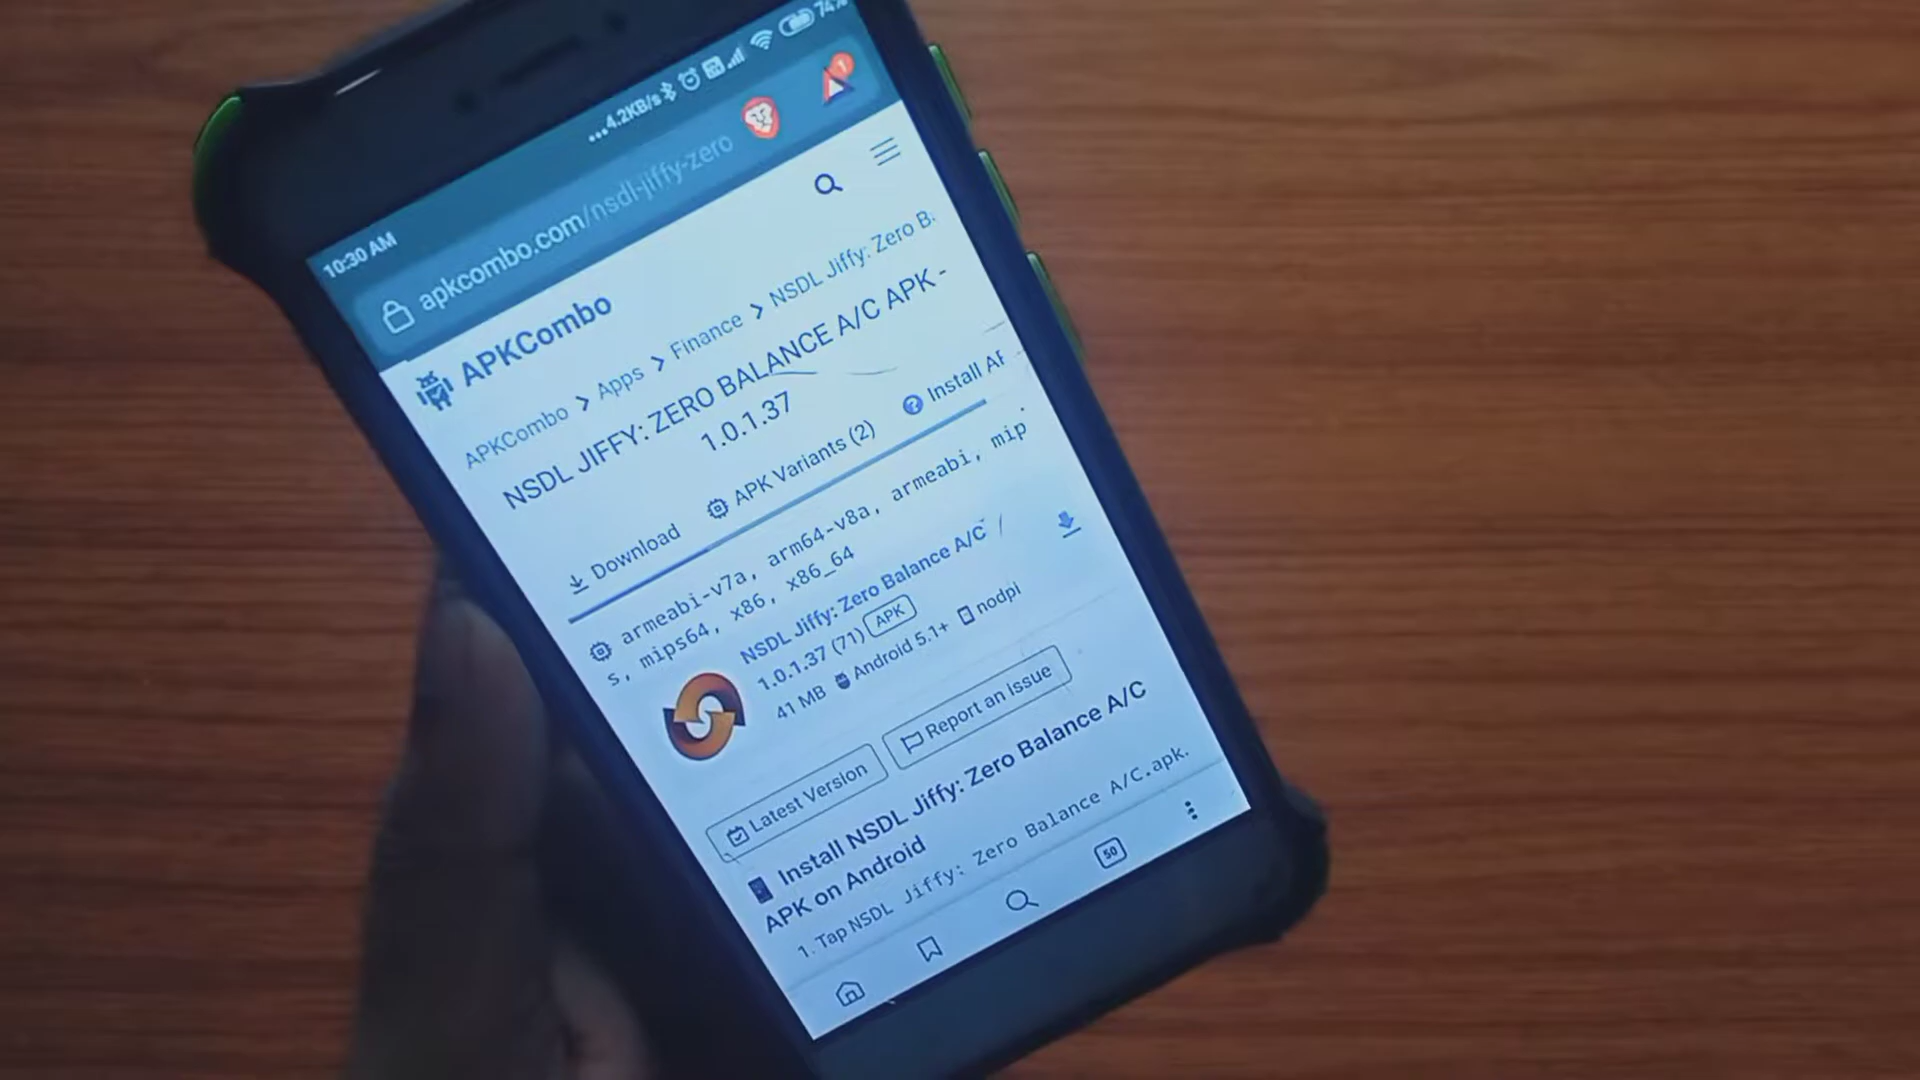 10:30 AM ...4.2KB/s 74%
apkcombo.com/nsdl-jiffy-zero
1
APKCombo
APKCombo > Apps > Finance > NSDL Jiffy: Zero B
NSDL JIFFY: ZERO BALANCE A/C APK -
1.0.1.37
Download APK Variants (2) Install AP
armeabi-v7a, arm64-v8a, armeabi, mip
s, mips64, x86, x86_64
NSDL Jiffy: Zero Balance A/C
1.0.1.37 (71) APK
41 MB Android 5.1+ nodpi
Latest Version Report an issue
Install NSDL Jiffy: Zero Balance A/C
APK on Android
1. Tap NSDL Jiffy: Zero Balance A/C.apk.
50